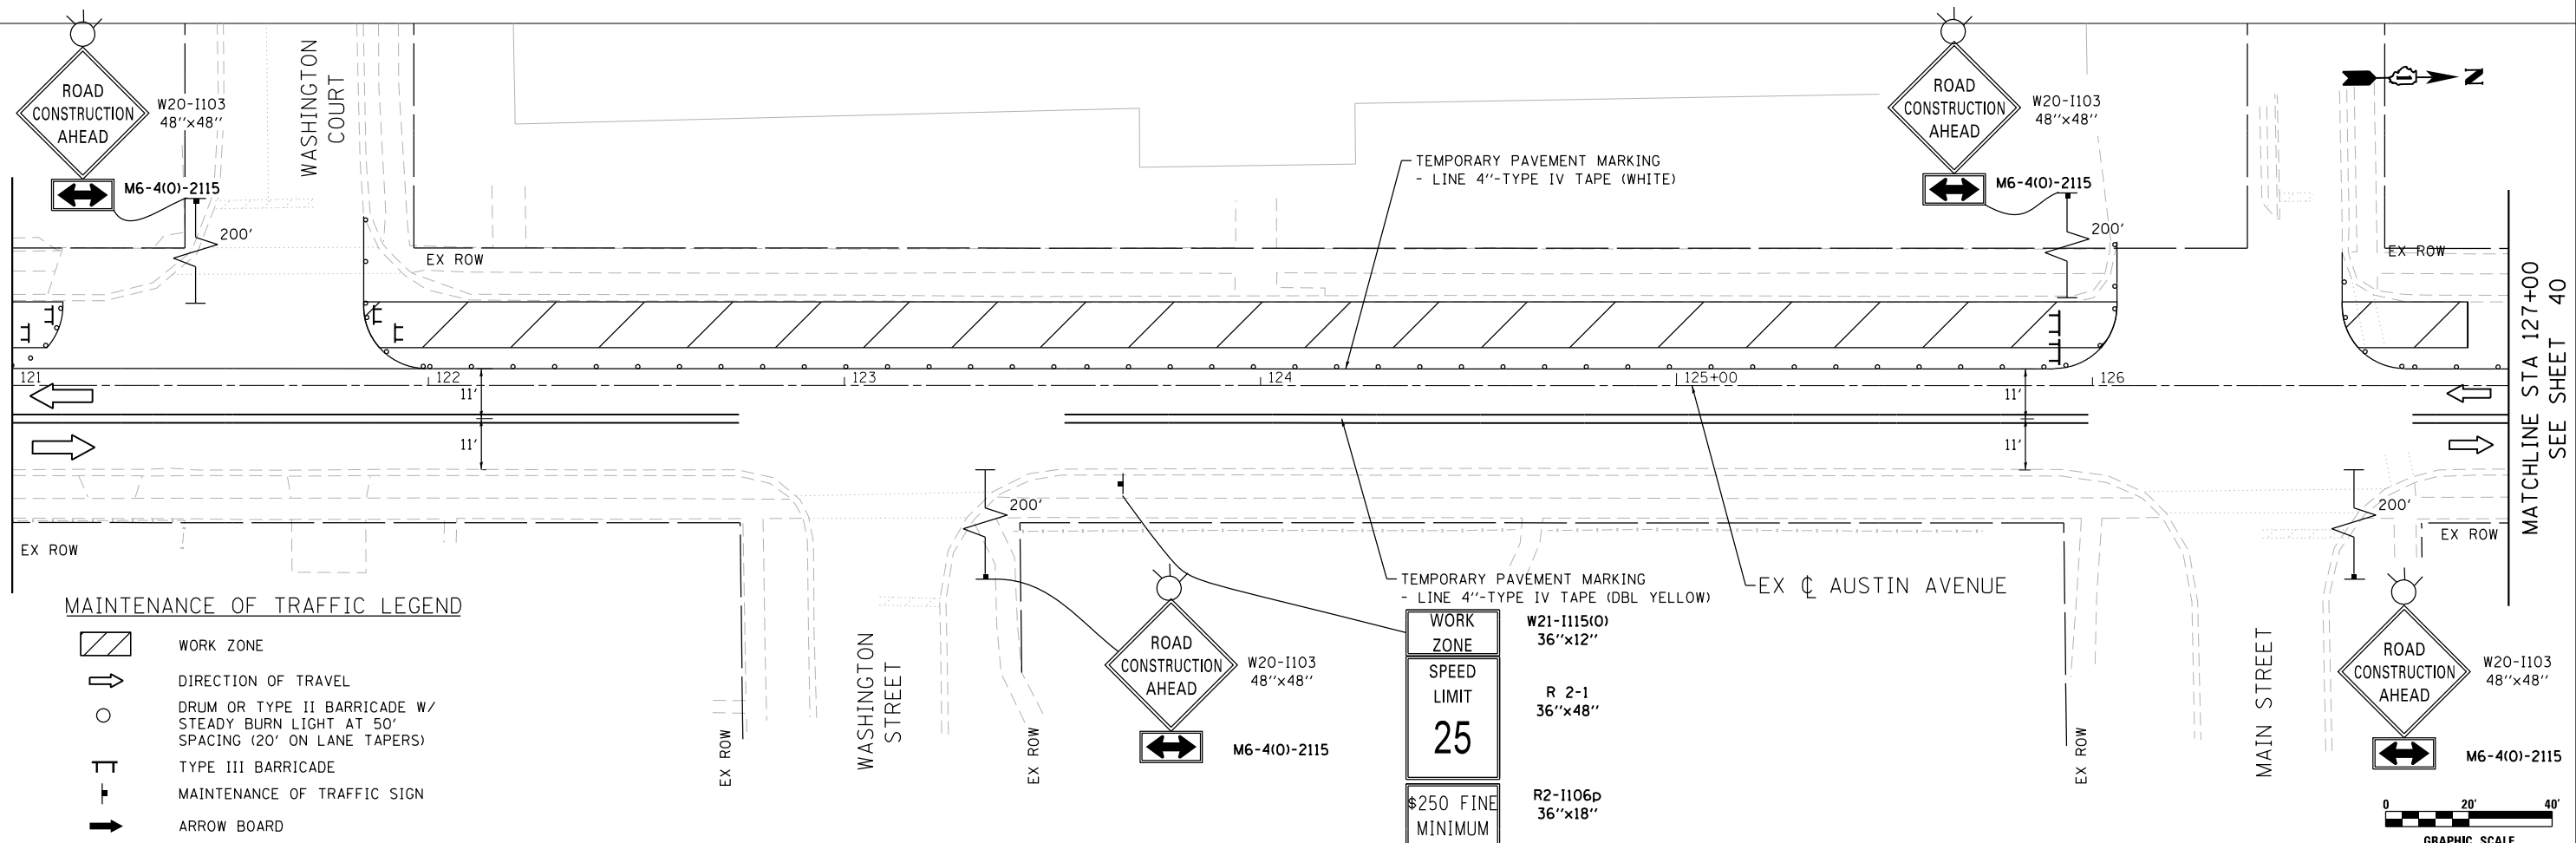 ROAD
CONSTRUCTION
AHEAD
W20-I103
48"x48"
M6-4(O)-2115
200'
WASHINGTON
COURT
EX ROW
TEMPORARY PAVEMENT MARKING
- LINE 4"-TYPE IV TAPE (WHITE)
ROAD
CONSTRUCTION
AHEAD
W20-I103
48"x48"
M6-4(O)-2115
200'
N
EX ROW
MATCHLINE STA 127+00
SEE SHEET 40
121
122
123
124
125+00
126
11'
11'
11'
11'
EX ROW
200'
200'
EX ROW
TEMPORARY PAVEMENT MARKING
- LINE 4"-TYPE IV TAPE (DBL YELLOW)
EX ℄ AUSTIN AVENUE
MAINTENANCE OF TRAFFIC LEGEND
WORK ZONE
DIRECTION OF TRAVEL
DRUM OR TYPE II BARRICADE W/
STEADY BURN LIGHT AT 50'
SPACING (20' ON LANE TAPERS)
TYPE III BARRICADE
MAINTENANCE OF TRAFFIC SIGN
ARROW BOARD
EX ROW
WASHINGTON
STREET
EX ROW
ROAD
CONSTRUCTION
AHEAD
W20-I103
48"x48"
M6-4(O)-2115
WORK
ZONE
W21-I115(O)
36"x12"
SPEED
LIMIT
25
R 2-1
36"x48"
$250 FINE
MINIMUM
R2-I106p
36"x18"
EX ROW
MAIN STREET
ROAD
CONSTRUCTION
AHEAD
W20-I103
48"x48"
M6-4(O)-2115
0 20' 40'
GRAPHIC SCALE